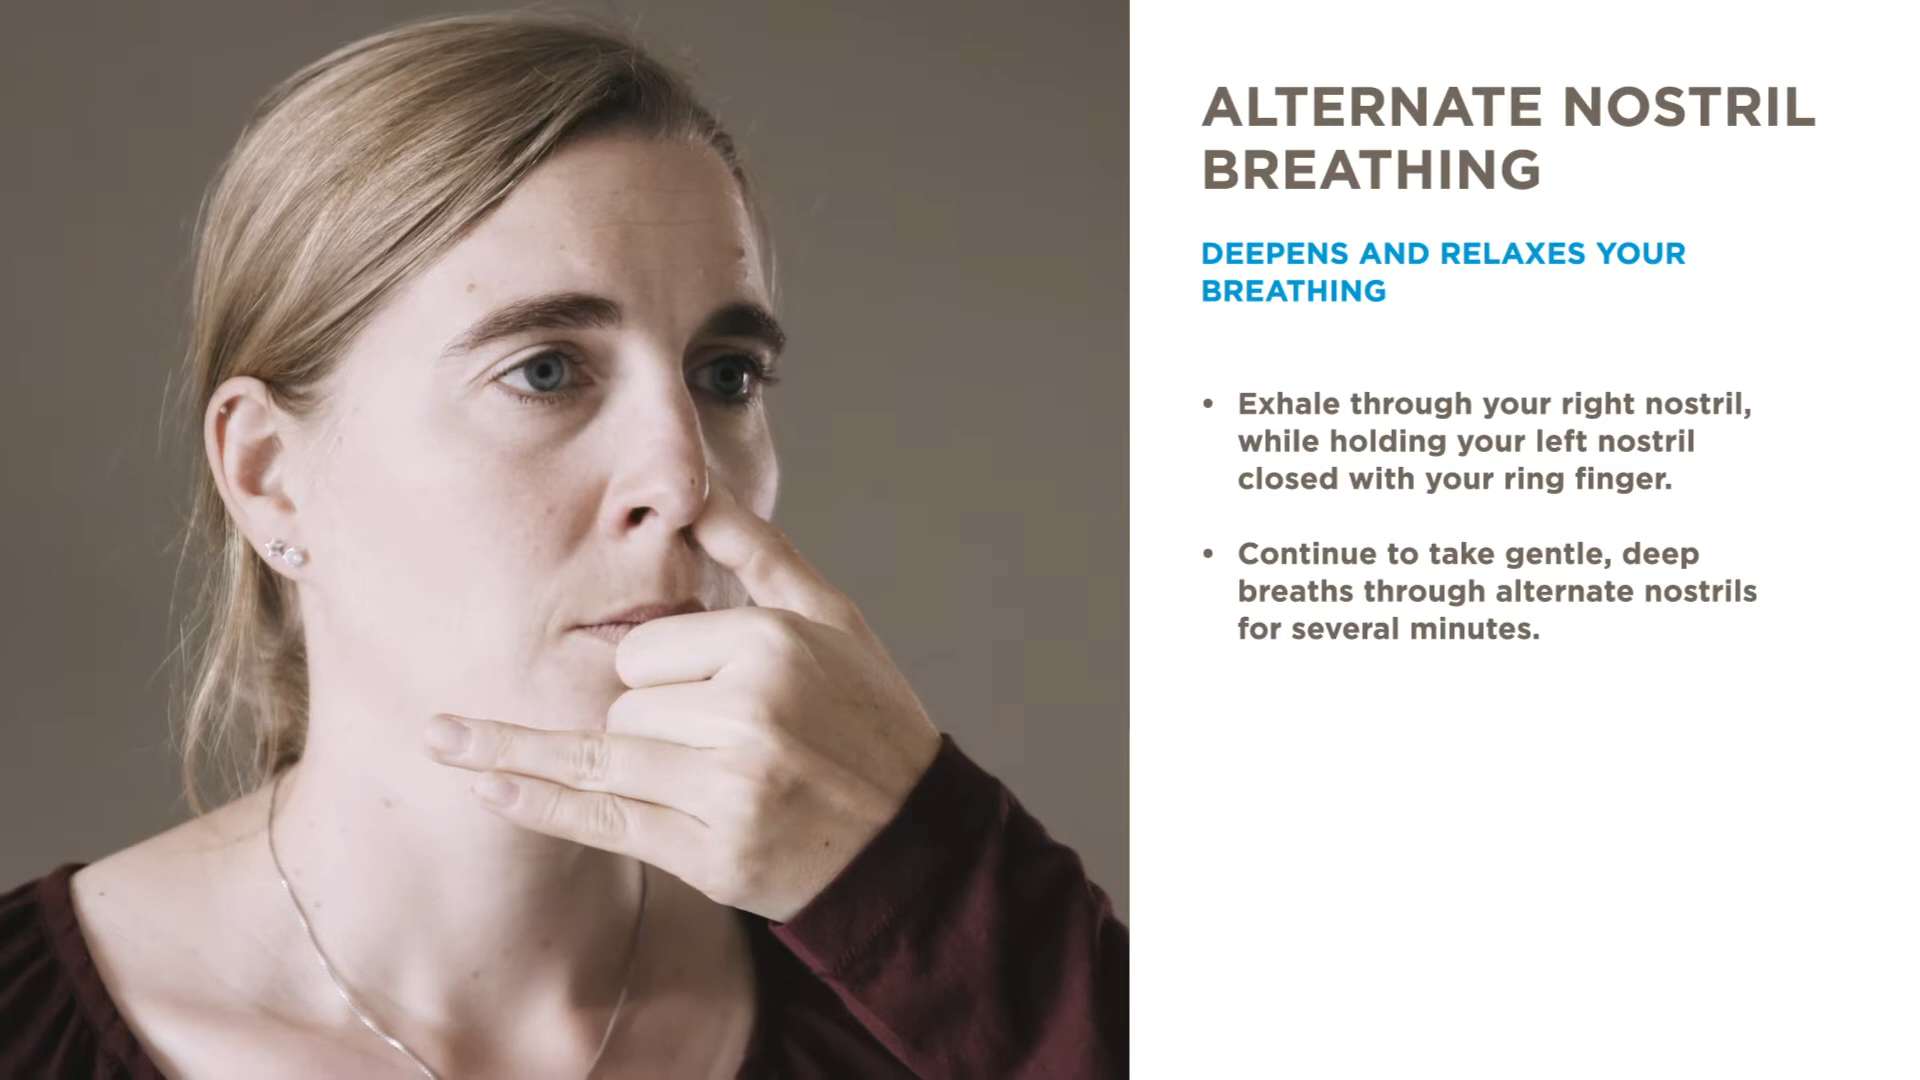 ALTERNATE NOSTRIL
BREATHING
DEEPENS AND RELAXES YOUR
BREATHING
• Exhale through your right nostril,
while holding your left nostril
closed with your ring finger.
• Continue to take gentle, deep
breaths through alternate nostrils
for several minutes.